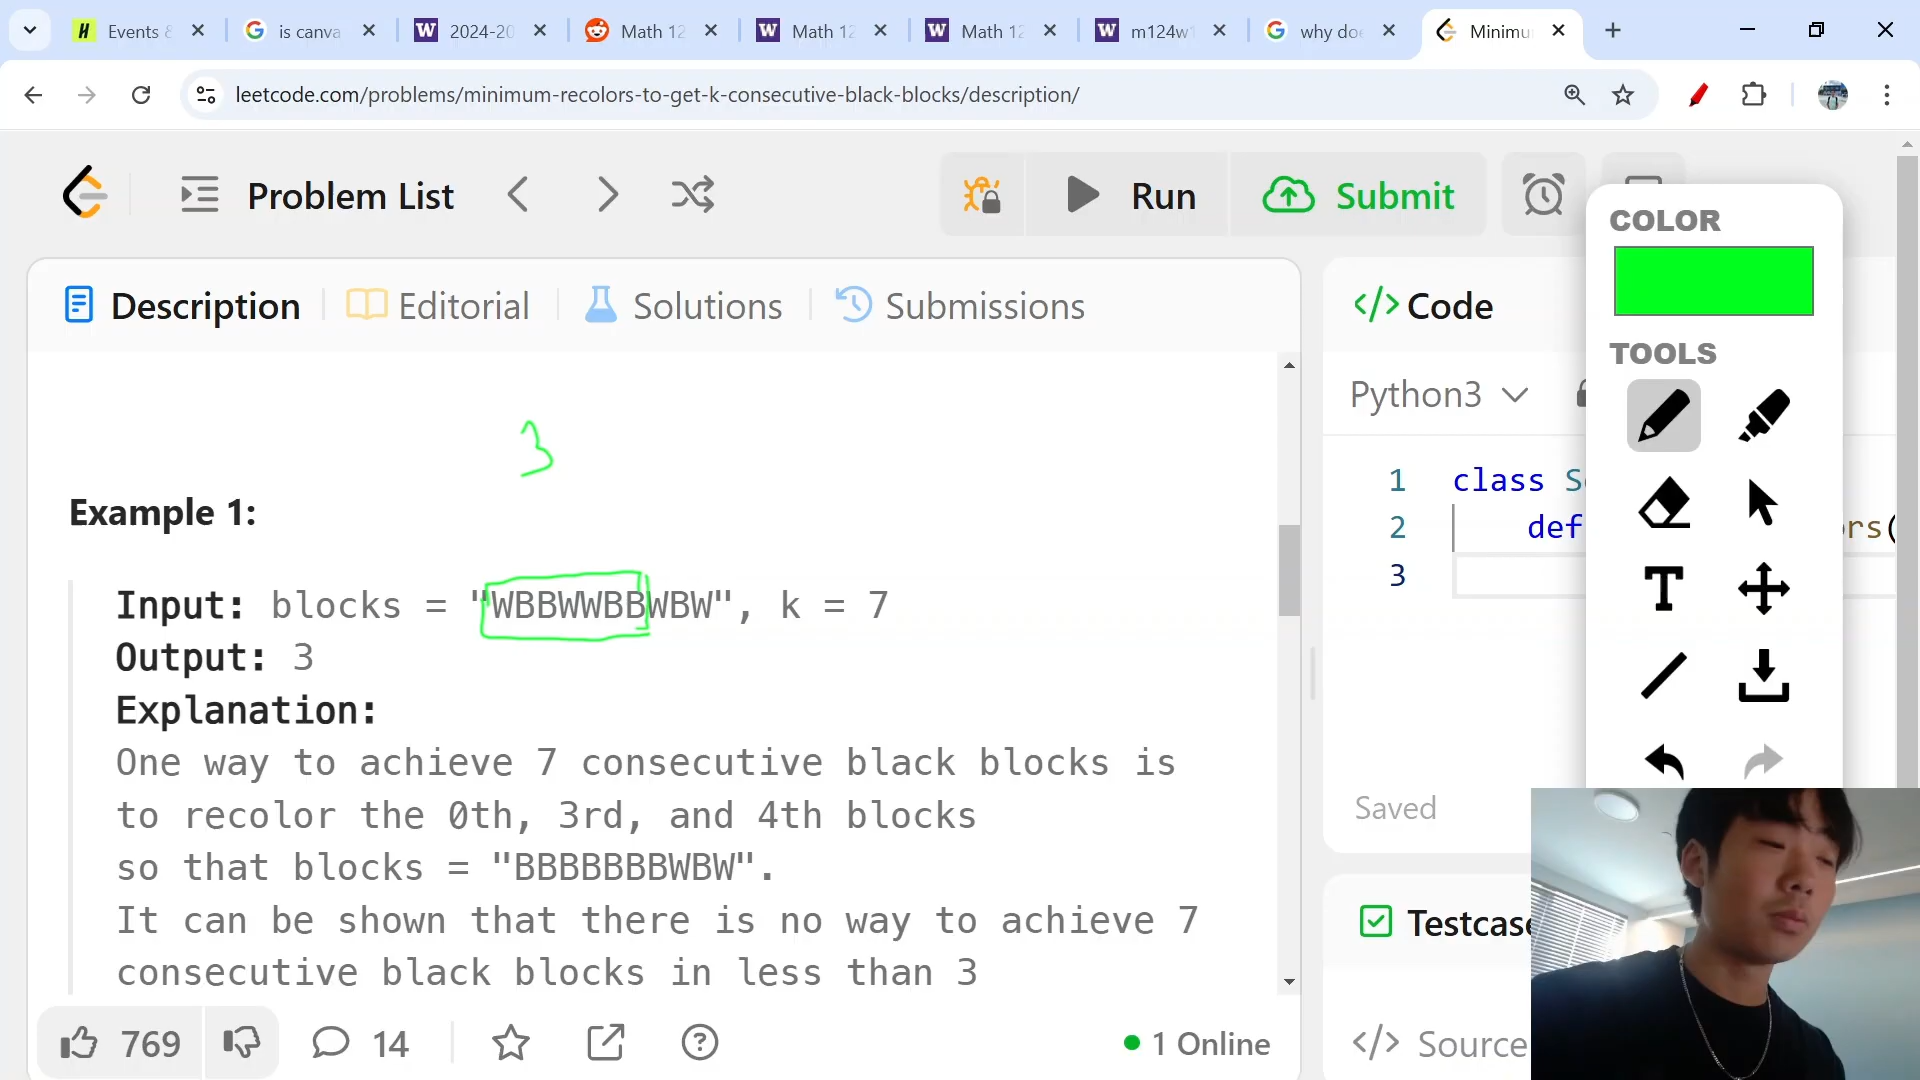 Events &
is canva
2024-20
Math 12
Math 12
Math 12
m124w1
why doe
Minimu
leetcode.com/problems/minimum-recolors-to-get-k-consecutive-black-blocks/description/
Problem List
Run
Submit
COLOR
TOOLS
Description
Editorial
Solutions
Submissions
</> Code
Python3
3
Example 1:
Input: blocks = "WBBWWBBWBW", k = 7
Output: 3
Explanation:
One way to achieve 7 consecutive black blocks is
to recolor the 0th, 3rd, and 4th blocks
so that blocks = "BBBBBBBWBW".
It can be shown that there is no way to achieve 7
consecutive black blocks in less than 3
1 class S
2 def rs(
3
Saved
Testcase
</> Source
769
14
1 Online